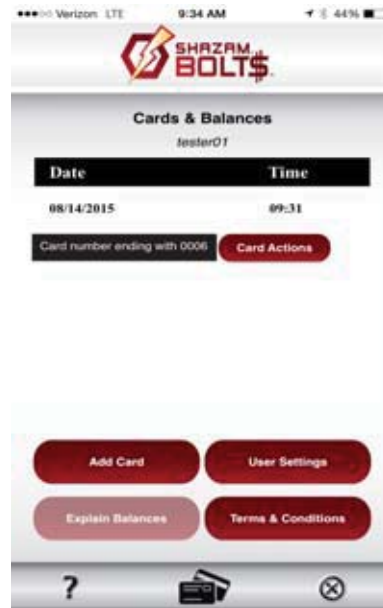 Verizon LTE 9:34 AM 44%
SHAZAM
BOLT$
Cards & Balances
tester01
Date Time
08/14/2015 09:31
Card number ending with 0006 Card Actions
Add Card User Settings
Explain Balances Terms & Conditions
?